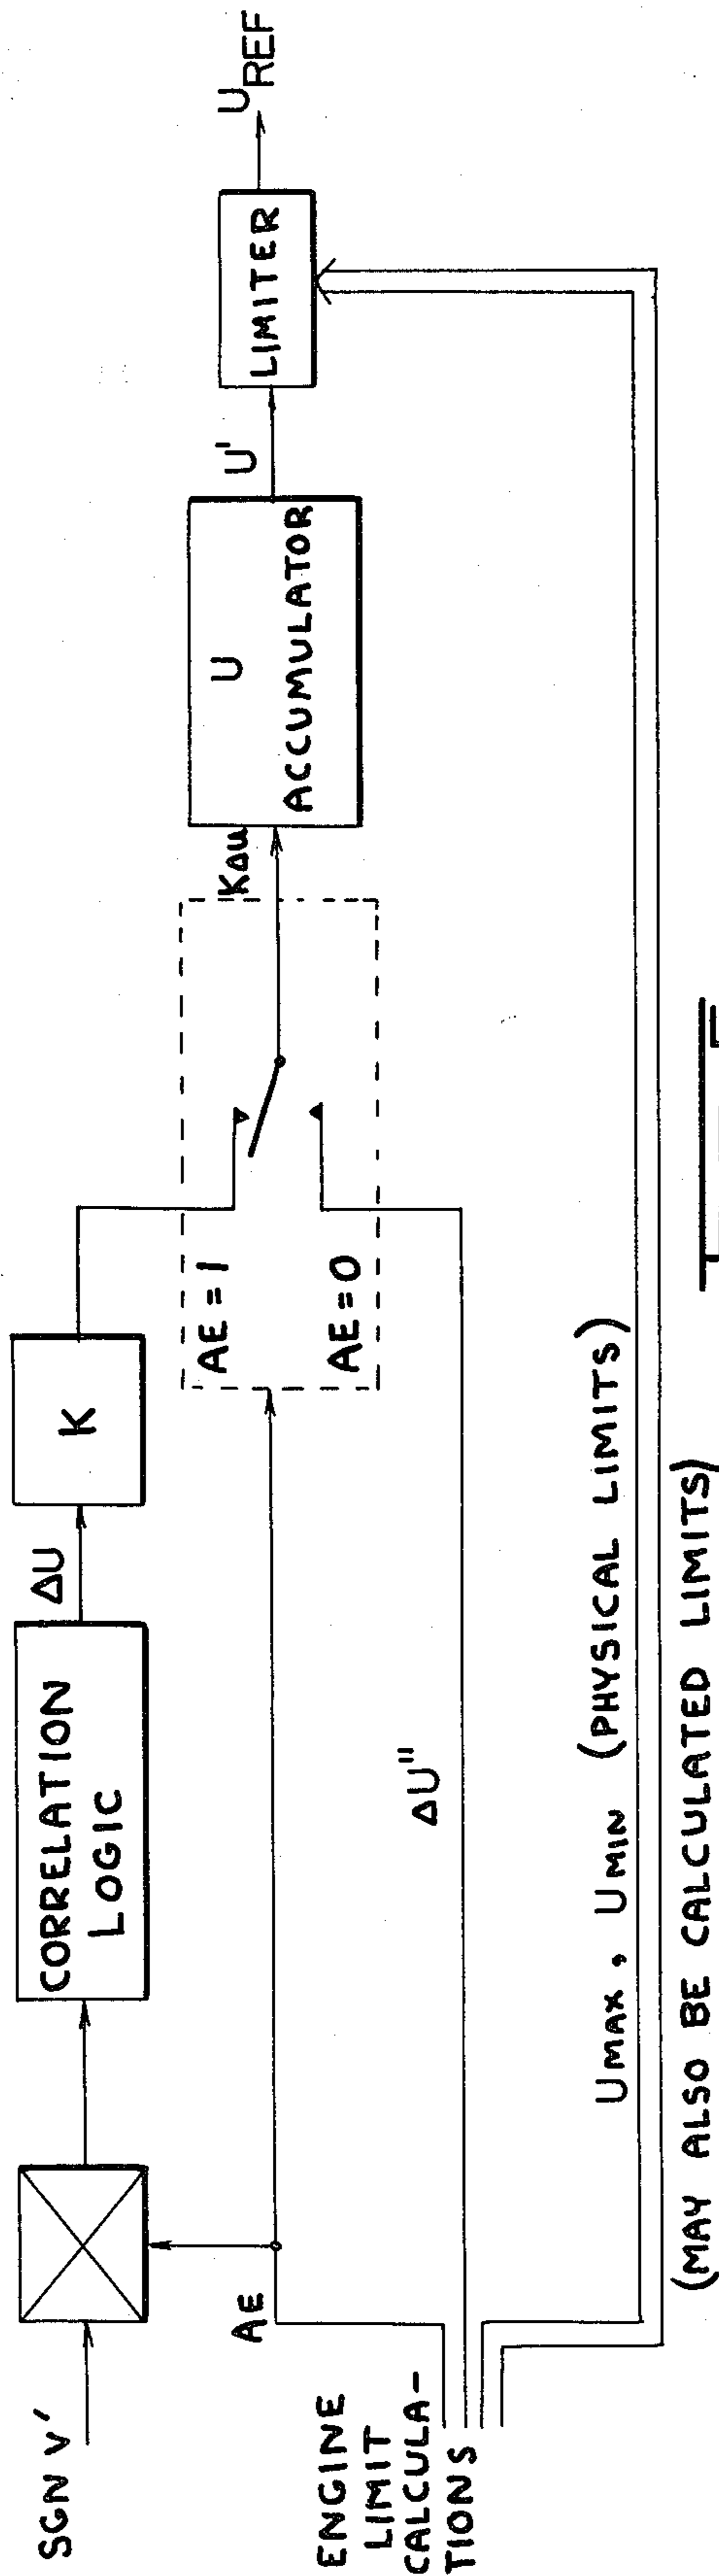 SGN V'
CORRELATION
LOGIC
ΔU
K
AE
AE = 1
AE = 0
KΔU
U
ACCUMULATOR
U'
LIMITER
U REF
ENGINE
LIMIT
CALCULA-
TIONS
ΔU"
UMAX, UMIN (PHYSICAL LIMITS)
(MAY ALSO BE CALCULATED LIMITS)